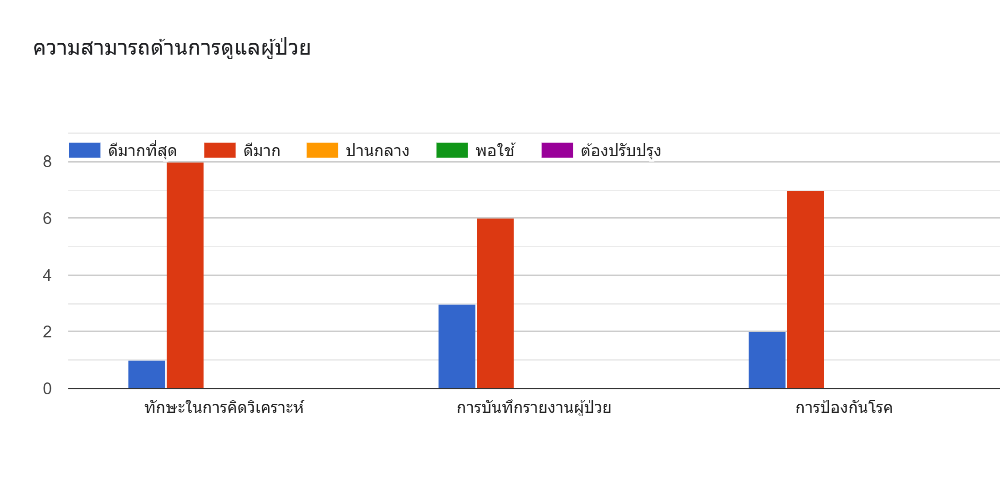 ความสามารถด้านการดูแลผู้ป่วย
ดีมากที่สุด ดีมาก ปานกลาง พอใช้ ต้องปรับปรุง
8
6
4
2
0
ทักษะในการคิดวิเคราะห์ การบันทึกรายงานผู้ป่วย การป้องกันโรค